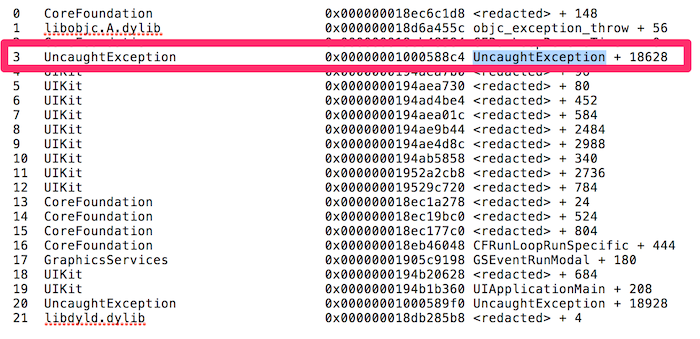 0 CoreFoundation 0x000000018ec6c1d8 <redacted> + 148
1 libobjc.A.dylib 0x000000018d6a455c objc_exception_throw + 56
3 UncaughtException 0x00000001000588c4 UncaughtException + 18628
4 UIKit <redacted> + 96
5 UIKit 0x0000000194aea730 <redacted> + 80
6 UIKit 0x0000000194ad4be4 <redacted> + 452
7 UIKit 0x0000000194aea01c <redacted> + 584
8 UIKit 0x0000000194ae9b44 <redacted> + 2484
9 UIKit 0x0000000194ae4d8c <redacted> + 2988
10 UIKit 0x0000000194ab5858 <redacted> + 340
11 UIKit 0x00000001952a2cb8 <redacted> + 2736
12 UIKit 0x000000019529c720 <redacted> + 784
13 CoreFoundation 0x000000018ec1a278 <redacted> + 24
14 CoreFoundation 0x000000018ec19bc0 <redacted> + 524
15 CoreFoundation 0x000000018ec177c0 <redacted> + 804
16 CoreFoundation 0x000000018eb46048 CFRunLoopRunSpecific + 444
17 GraphicsServices 0x00000001905c9198 GSEventRunModal + 180
18 UIKit 0x0000000194b20628 <redacted> + 684
19 UIKit 0x0000000194b1b360 UIApplicationMain + 208
20 UncaughtException 0x00000001000589f0 UncaughtException + 18928
21 libdyld.dylib 0x000000018db285b8 <redacted> + 4